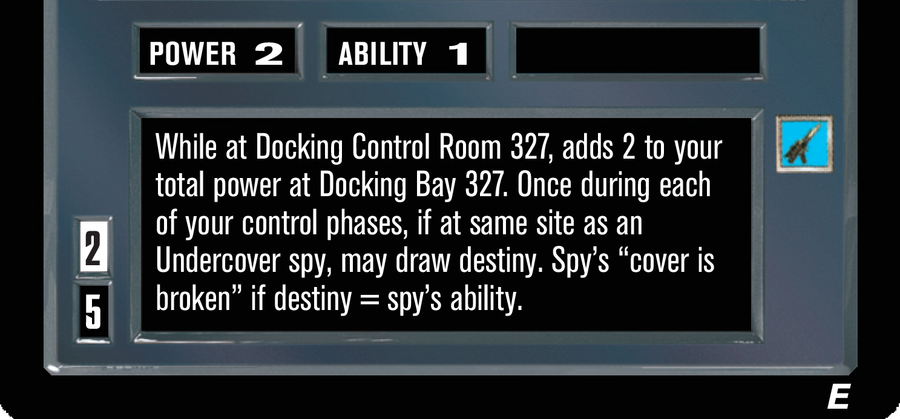 POWER 2 ABILITY 1
While at Docking Control Room 327, adds 2 to your
total power at Docking Bay 327. Once during each
of your control phases, if at same site as an
Undercover spy, may draw destiny. Spy’s “cover is
broken” if destiny = spy’s ability.
2
5
E